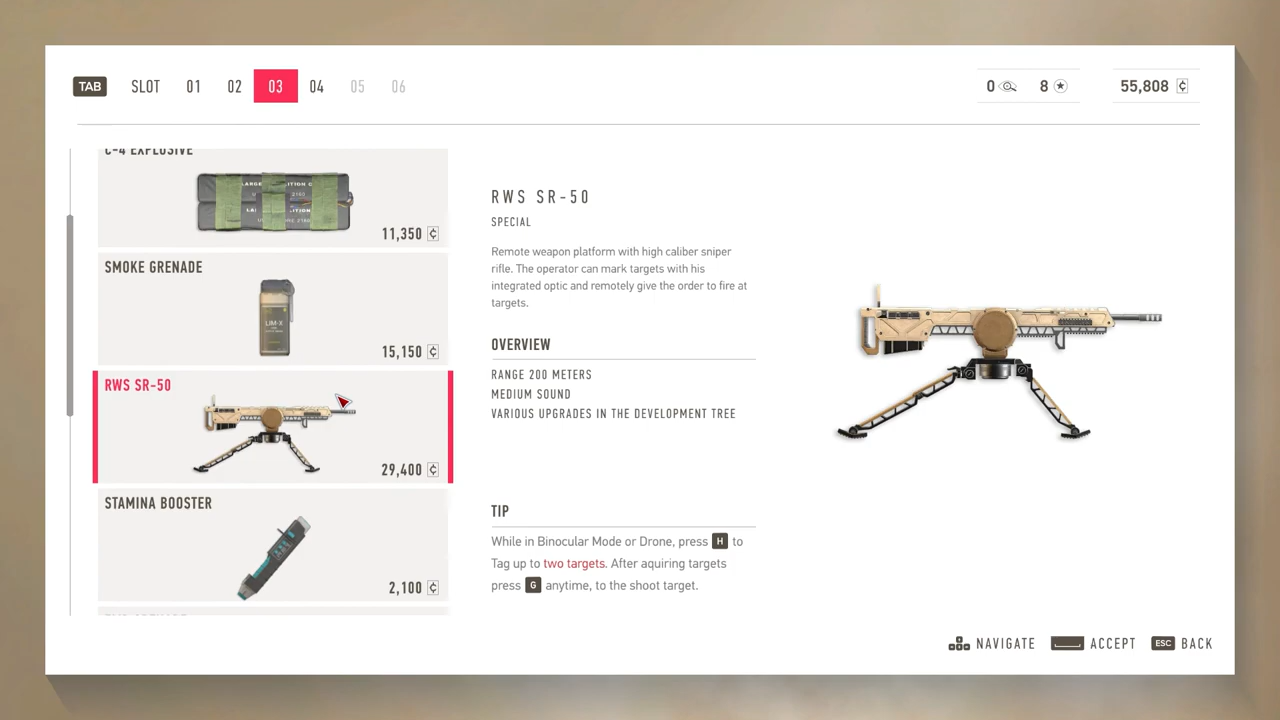 TAB SLOT 01 02 03 04 05 06
0 8 55,808 ¢
C-4 EXPLOSIVE
11,350 ¢
SMOKE GRENADE
LIM-X
15,150 ¢
RWS SR-50
29,400 ¢
STAMINA BOOSTER
2,100 ¢
RWS SR-50
SPECIAL
Remote weapon platform with high caliber sniper
rifle. The operator can mark targets with his
integrated optic and remotely give the order to fire at
targets.
OVERVIEW
RANGE 200 METERS
MEDIUM SOUND
VARIOUS UPGRADES IN THE DEVELOPMENT TREE
TIP
While in Binocular Mode or Drone, press H to
Tag up to two targets. After aquiring targets
press G anytime, to the shoot target.
NAVIGATE ACCEPT ESC BACK